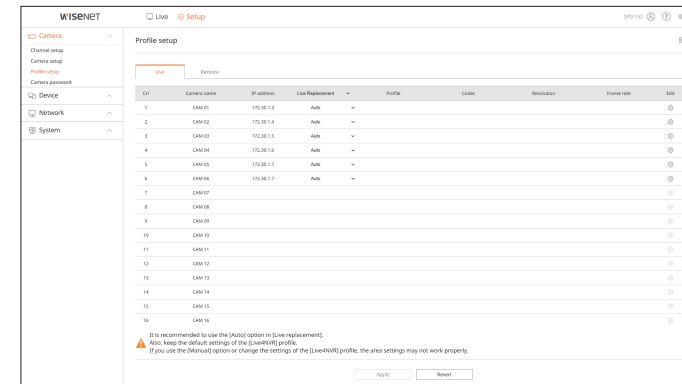 WISENET
Live Setup SPD-152
Camera
Channel setup
Camera setup
Profile setup
Camera password
Device
Network
System
Profile setup
Live Remote
CH Camera name IP address Live Replacement Profile Codec Resolution Frame rate Edit
1 CAM 01 172.30.1.3 Auto
2 CAM 02 172.30.1.4 Auto
3 CAM 03 172.30.1.5 Auto
4 CAM 04 172.30.1.6 Auto
5 CAM 05 172.30.1.7 Auto
6 CAM 06 172.30.1.7 Auto
7 CAM 07
8 CAM 08
9 CAM 09
10 CAM 10
11 CAM 11
12 CAM 12
13 CAM 13
14 CAM 14
15 CAM 15
16 CAM 16
It is recommended to use the [Auto] option in [Live replacement].
Also, keep the default settings of the [Live4NVR] profile.
If you use the [Manual] option or change the settings of the [Live4NVR] profile, the area settings may not work properly.
Apply Revert